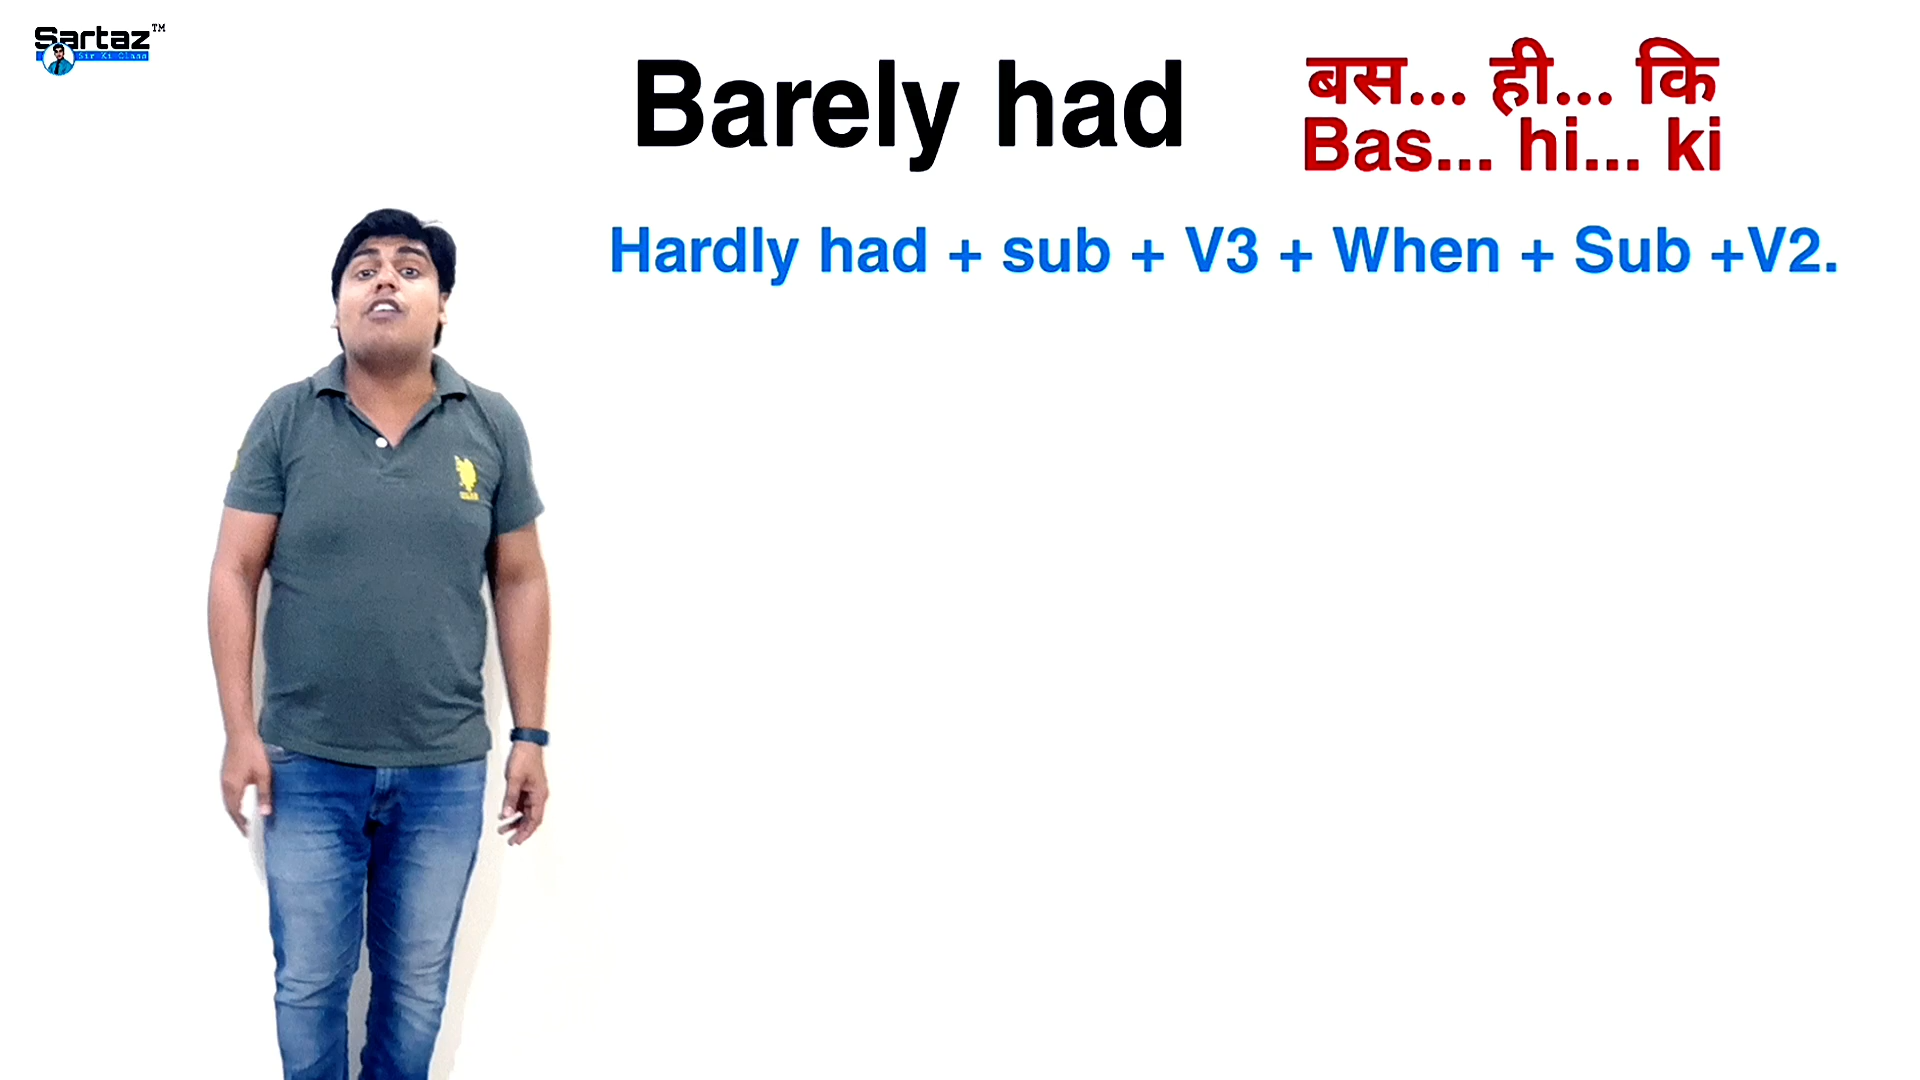 Sartaz™
Sir Ki Class
Barely had
बस... ही... कि
Bas... hi... ki
Hardly had + sub + V3 + When + Sub +V2.